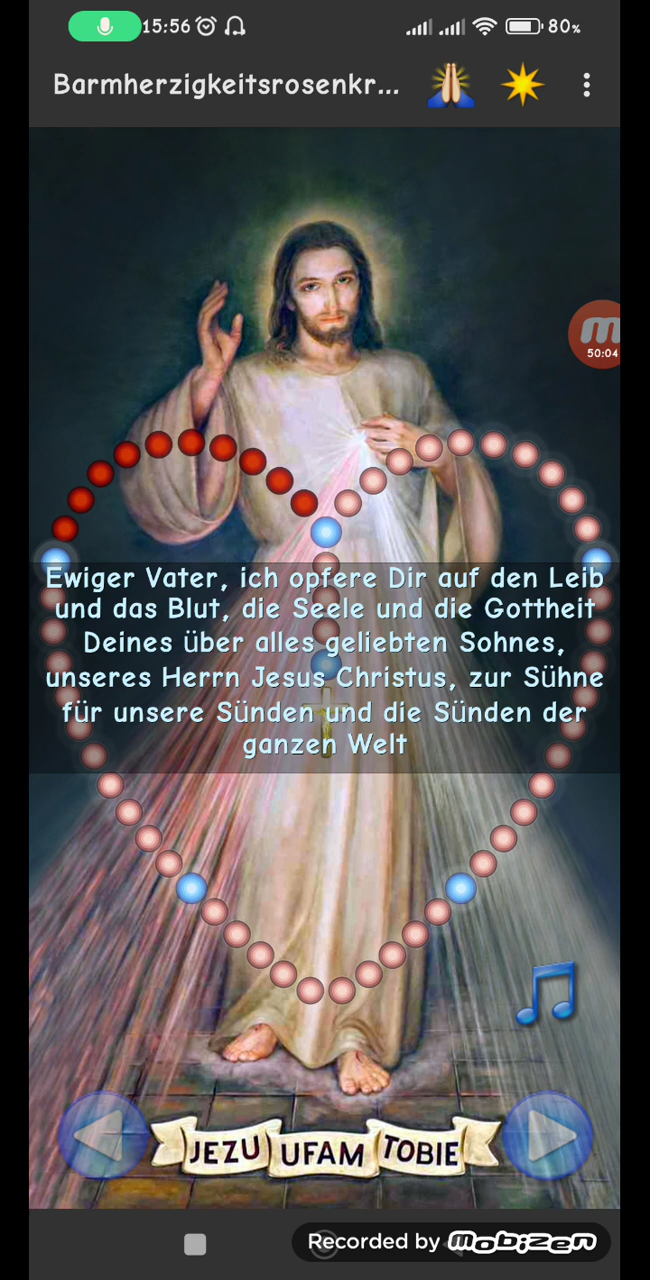 15:56
80%
Barmherzigkeitsrosenkr...
50:04
Ewiger Vater, ich opfere Dir auf den Leib
und das Blut, die Seele und die Gottheit
Deines über alles geliebten Sohnes,
unseres Herrn Jesus Christus, zur Sühne
für unsere Sünden und die Sünden der
ganzen Welt
JEZU UFAM TOBIE
Recorded by Mobizen